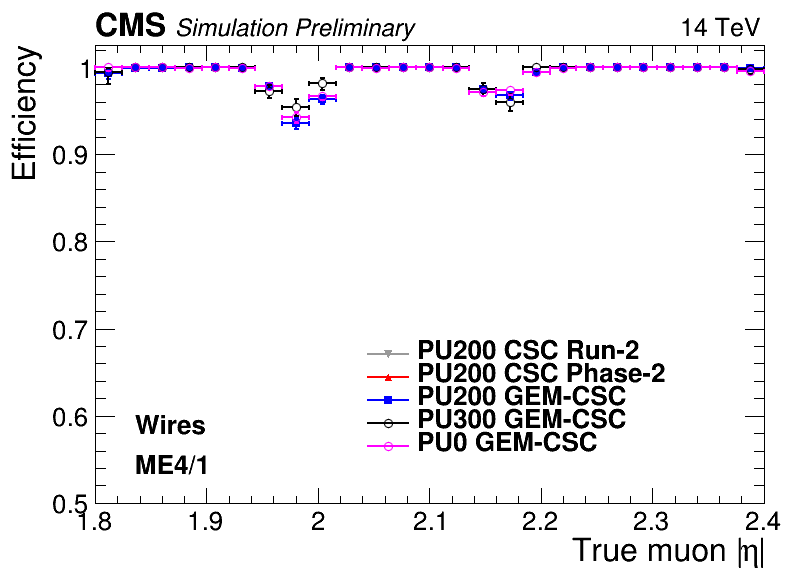 CMS Simulation Preliminary 14 TeV
Efficiency
1
0.9
0.8
0.7
0.6
0.5
PU200 CSC Run-2
PU200 CSC Phase-2
PU200 GEM-CSC
PU300 GEM-CSC
PU0 GEM-CSC
Wires
ME4/1
1.8 1.9 2 2.1 2.2 2.3 2.4
True muon |η|